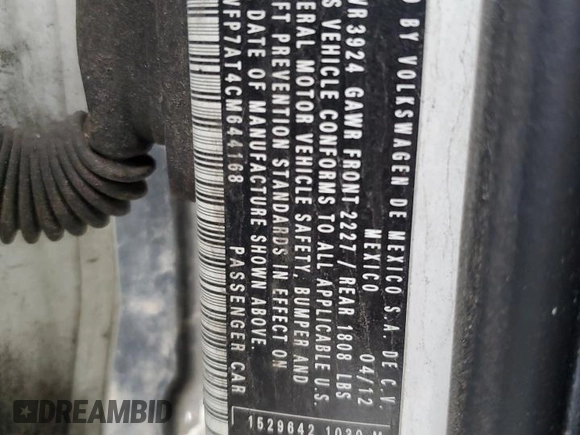 D BY VOLKSWAGEN DE MEXICO S.A. DE C.V.
MEXICO 04/12
VR 3924 GAWR FRONT 2227/ REAR 1808 LBS
S VEHICLE CONFORMS TO ALL APPLICABLE U.S.
ERAL MOTOR VEHICLE SAFETY, BUMPER AND
FT PREVENTION STANDARDS IN EFFECT ON
DATE OF MANUFACTURE SHOWN ABOVE.
VFP7AT4CM644168 PASSENGER CAR
1529642
DREAMBID